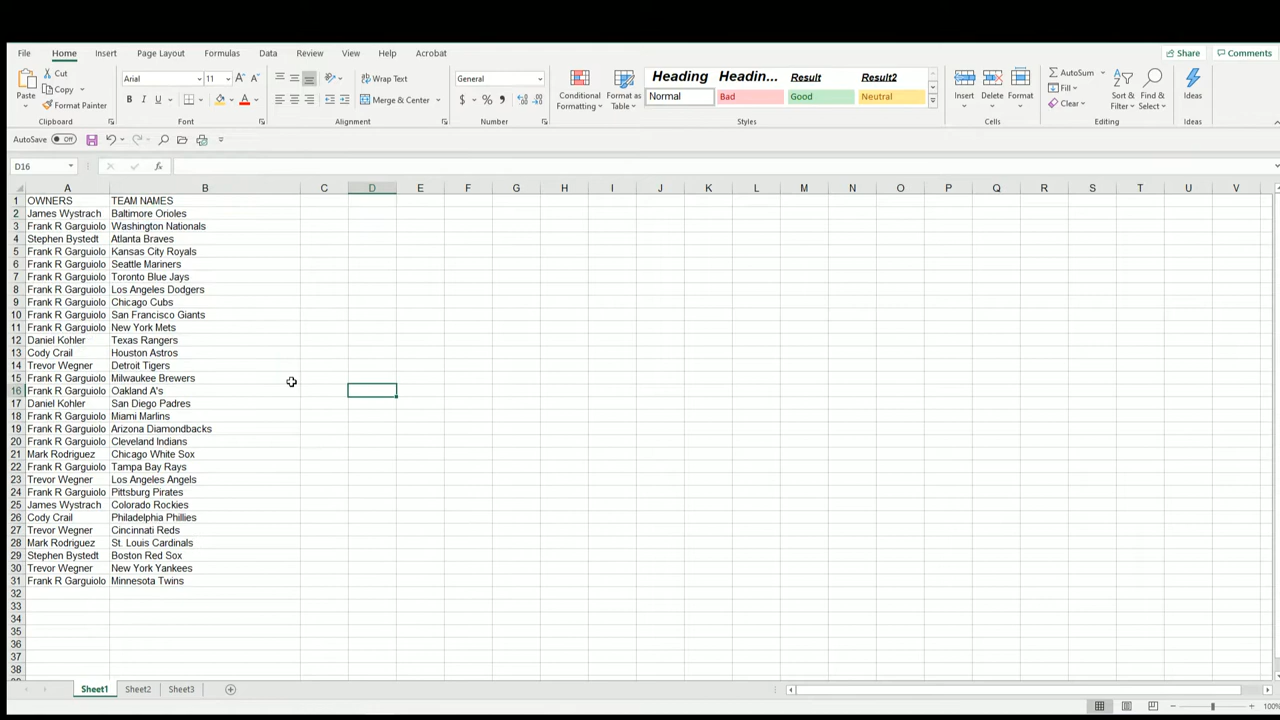 File Home Insert Page Layout Formulas Data Review View Help Acrobat Share Comments
Paste Cut Copy Format Painter Clipboard
Arial 11 A A B I U A Font
Wrap Text Merge & Center Alignment
General $ % , Number
Conditional Formatting Format as Table
Heading Headin... Result Result2
Normal Bad Good Neutral
Styles
Insert Delete Format Cells
AutoSum Fill Clear Sort & Filter Find & Select Editing
Ideas Ideas
AutoSave Off
D16 fx
A B C D E F G H I J K L M N O P Q R S T U V
1 OWNERS TEAM NAMES
2 James Wystrach Baltimore Orioles
3 Frank R Garguiolo Washington Nationals
4 Stephen Bystedt Atlanta Braves
5 Frank R Garguiolo Kansas City Royals
6 Frank R Garguiolo Seattle Mariners
7 Frank R Garguiolo Toronto Blue Jays
8 Frank R Garguiolo Los Angeles Dodgers
9 Frank R Garguiolo Chicago Cubs
10 Frank R Garguiolo San Francisco Giants
11 Frank R Garguiolo New York Mets
12 Daniel Kohler Texas Rangers
13 Cody Crail Houston Astros
14 Trevor Wegner Detroit Tigers
15 Frank R Garguiolo Milwaukee Brewers
16 Frank R Garguiolo Oakland A's
17 Daniel Kohler San Diego Padres
18 Frank R Garguiolo Miami Marlins
19 Frank R Garguiolo Arizona Diamondbacks
20 Frank R Garguiolo Cleveland Indians
21 Mark Rodriguez Chicago White Sox
22 Frank R Garguiolo Tampa Bay Rays
23 Trevor Wegner Los Angeles Angels
24 Frank R Garguiolo Pittsburg Pirates
25 James Wystrach Colorado Rockies
26 Cody Crail Philadelphia Phillies
27 Trevor Wegner Cincinnati Reds
28 Mark Rodriguez St. Louis Cardinals
29 Stephen Bystedt Boston Red Sox
30 Trevor Wegner New York Yankees
31 Frank R Garguiolo Minnesota Twins
32
33
34
35
36
37
38
Sheet1 Sheet2 Sheet3
100%